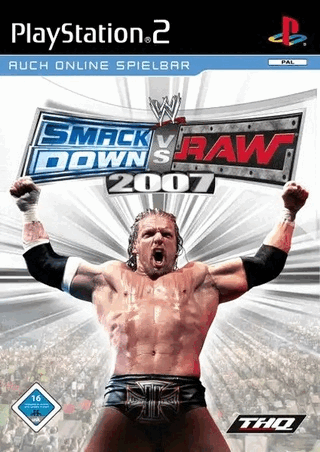 PlayStation®2
AUCH ONLINE SPIELBAR
PAL
W
SMACK DOWN VS RAW
2007
16
THQ